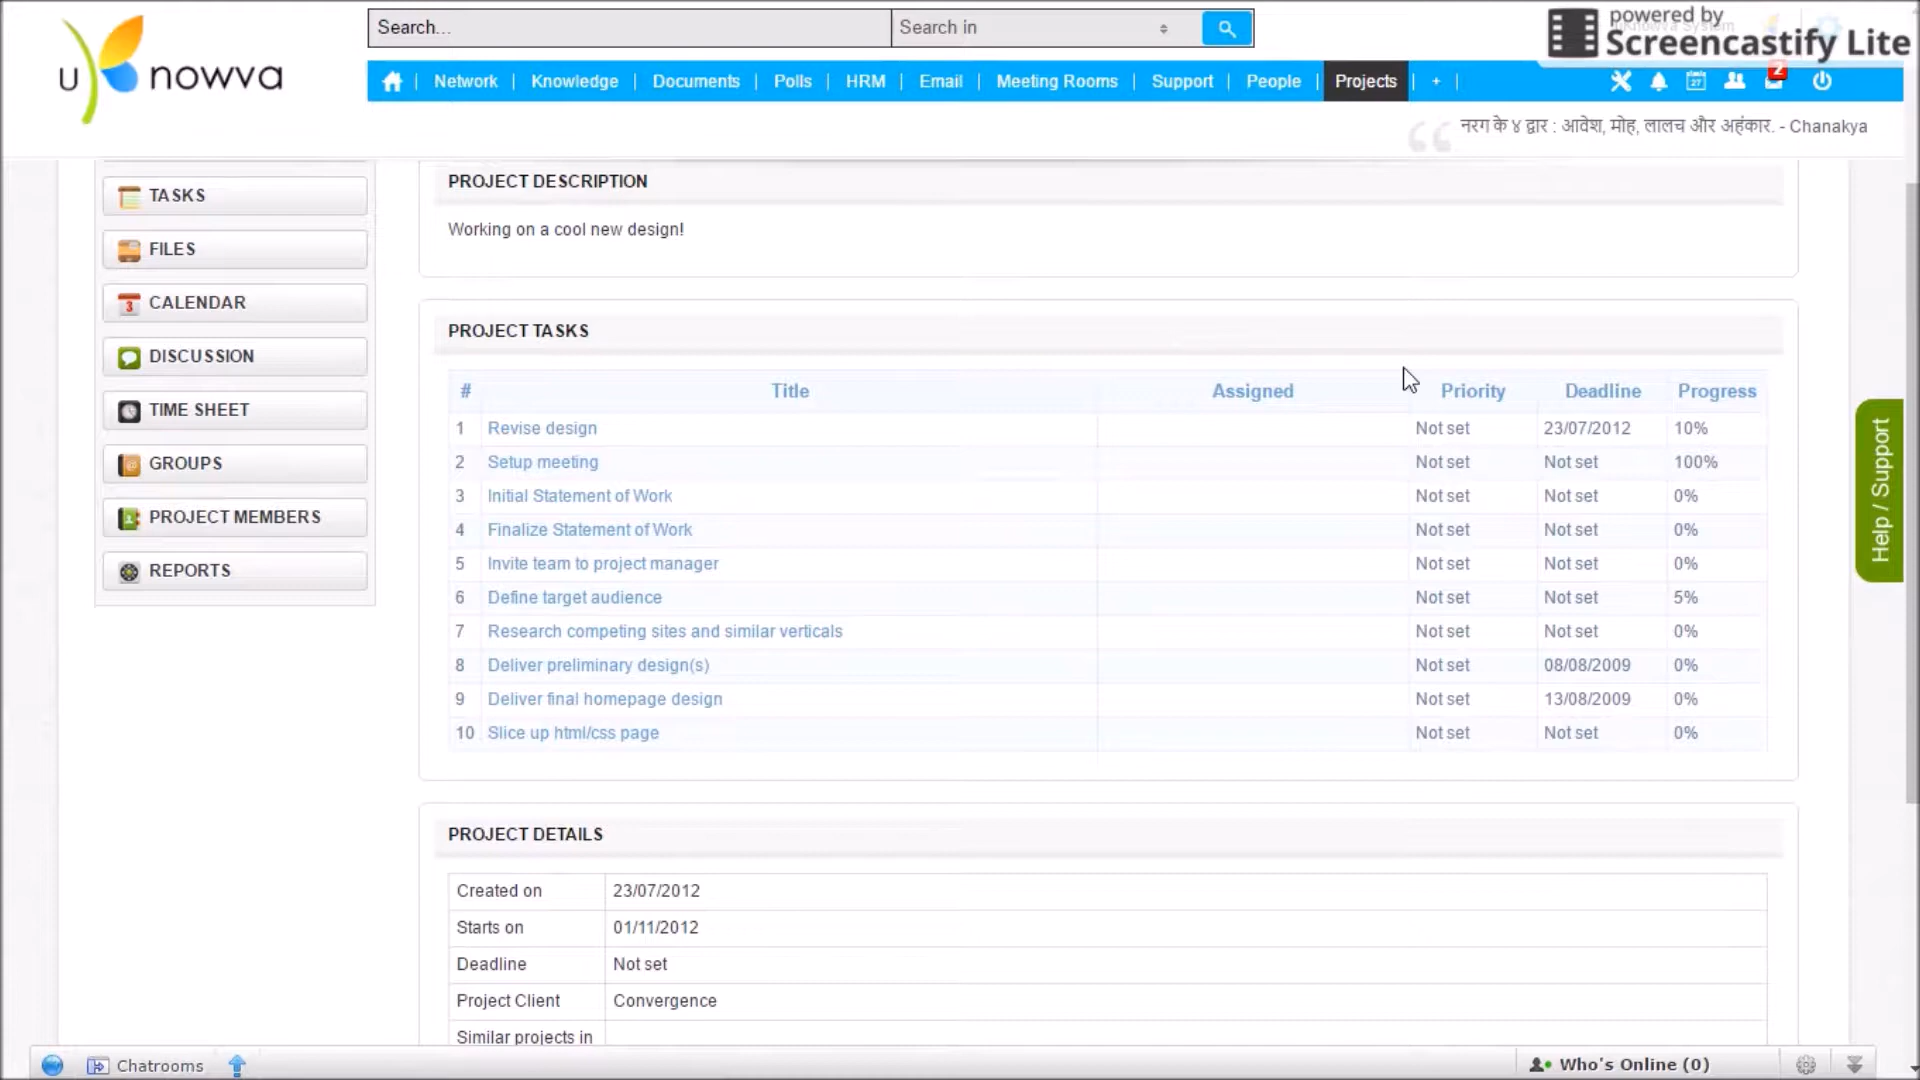 u nowva
Search...
Search in
powered by
Screencastify Lite
Network
Knowledge
Documents
Polls
HRM
Email
Meeting Rooms
Support
People
Projects
+
27
2
नरग के ४ द्वार : आवेश, मोह, लालच और अहंकार. - Chanakya
TASKS
FILES
3 CALENDAR
DISCUSSION
TIME SHEET
GROUPS
PROJECT MEMBERS
REPORTS
PROJECT DESCRIPTION
Working on a cool new design!
PROJECT TASKS
# Title Assigned Priority Deadline Progress
1 Revise design Not set 23/07/2012 10%
2 Setup meeting Not set Not set 100%
3 Initial Statement of Work Not set Not set 0%
4 Finalize Statement of Work Not set Not set 0%
5 Invite team to project manager Not set Not set 0%
6 Define target audience Not set Not set 5%
7 Research competing sites and similar verticals Not set Not set 0%
8 Deliver preliminary design(s) Not set 08/08/2009 0%
9 Deliver final homepage design Not set 13/08/2009 0%
10 Slice up html/css page Not set Not set 0%
PROJECT DETAILS
Created on 23/07/2012
Starts on 01/11/2012
Deadline Not set
Project Client Convergence
Similar projects in
Help / Support
Chatrooms
Who's Online (0)